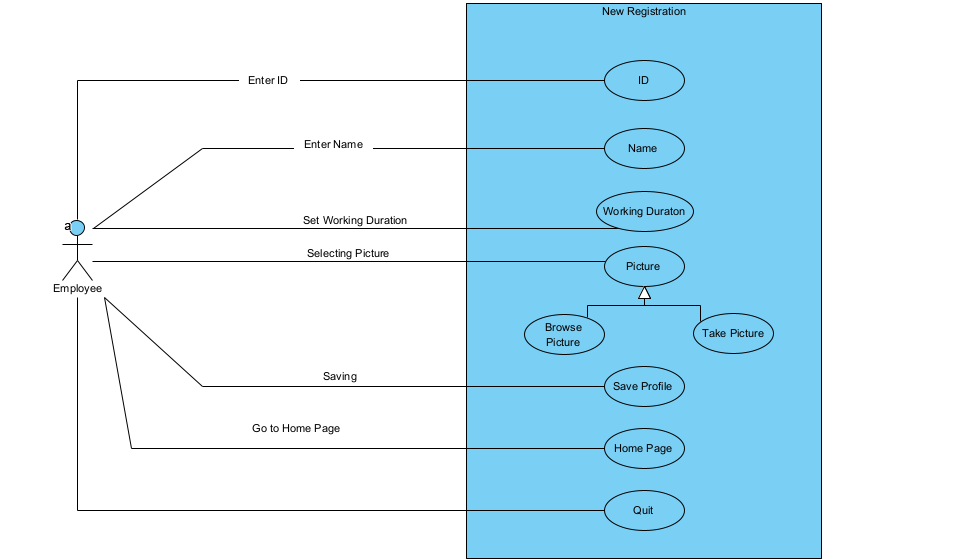 New Registration
Enter ID
ID
Enter Name
Name
Set Working Duration
Working Duraton
a
Selecting Picture
Picture
Employee
Browse
Picture
Take Picture
Saving
Save Profile
Go to Home Page
Home Page
Quit